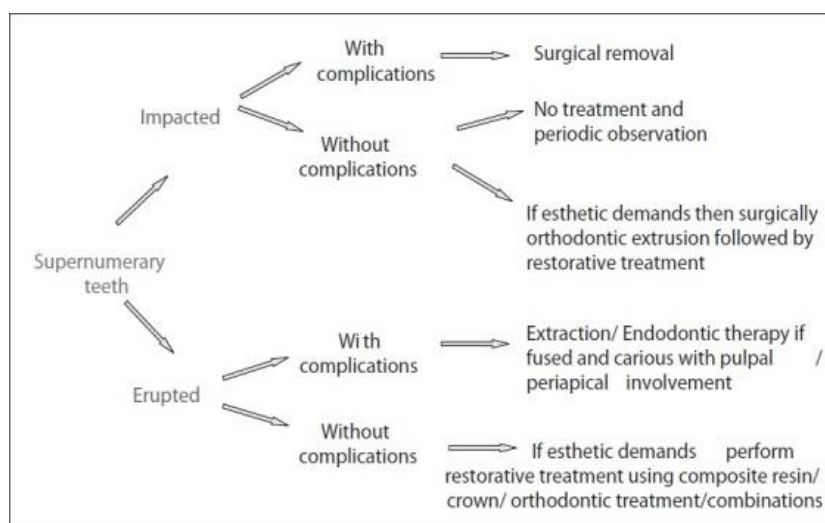 With
complications
Surgical removal
Impacted
No treatment and
periodic observation
Without
complications
If esthetic demands then surgically
orthodontic extrusion followed by
restorative treatment
Supernumerary
teeth
With
complications
Extraction/ Endodontic therapy if
fused and carious with pulpal /
periapical involvement
Erupted
Without
complications
If esthetic demands perform
restorative treatment using composite resin/
crown/ orthodontic treatment/combinations